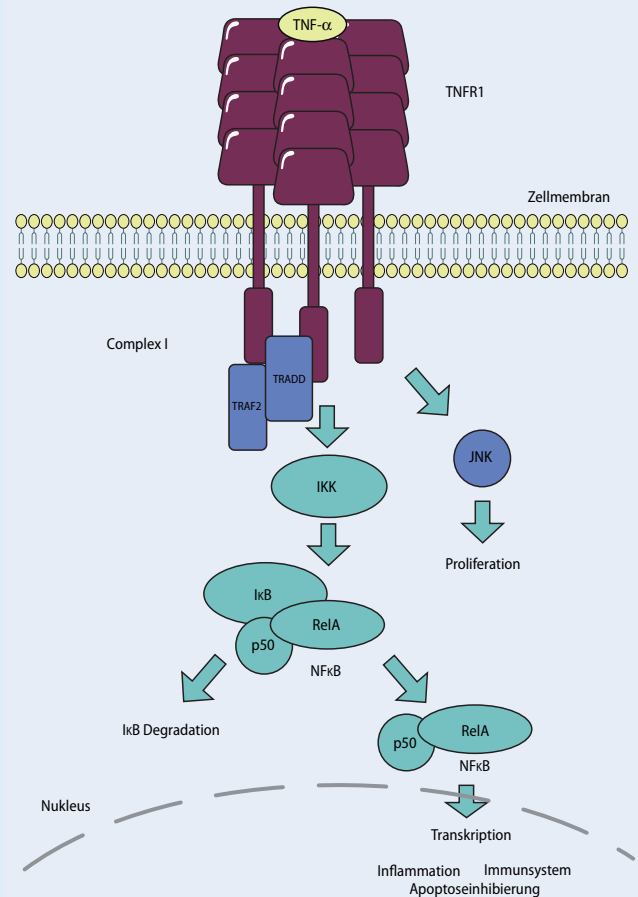 TNF-α
TNFR1
Zellmembran
Complex I
TRADD
TRAF2
JNK
IKK
Proliferation
IκB
RelA
p50
NFκB
IκB Degradation
RelA
p50
NFκB
Nukleus
Transkription
Inflammation Immunsystem
Apoptoseinhibierung